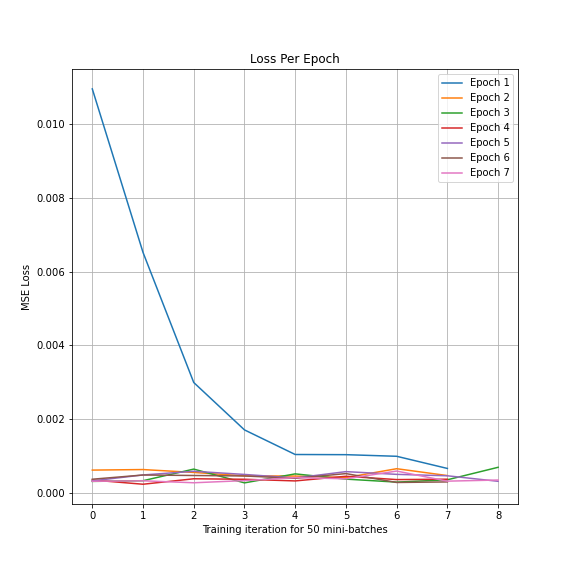 Loss Per Epoch
Epoch 1
Epoch 2
Epoch 3
Epoch 4
Epoch 5
Epoch 6
Epoch 7
MSE Loss
0.010
0.008
0.006
0.004
0.002
0.000
0 1 2 3 4 5 6 7 8
Training iteration for 50 mini-batches